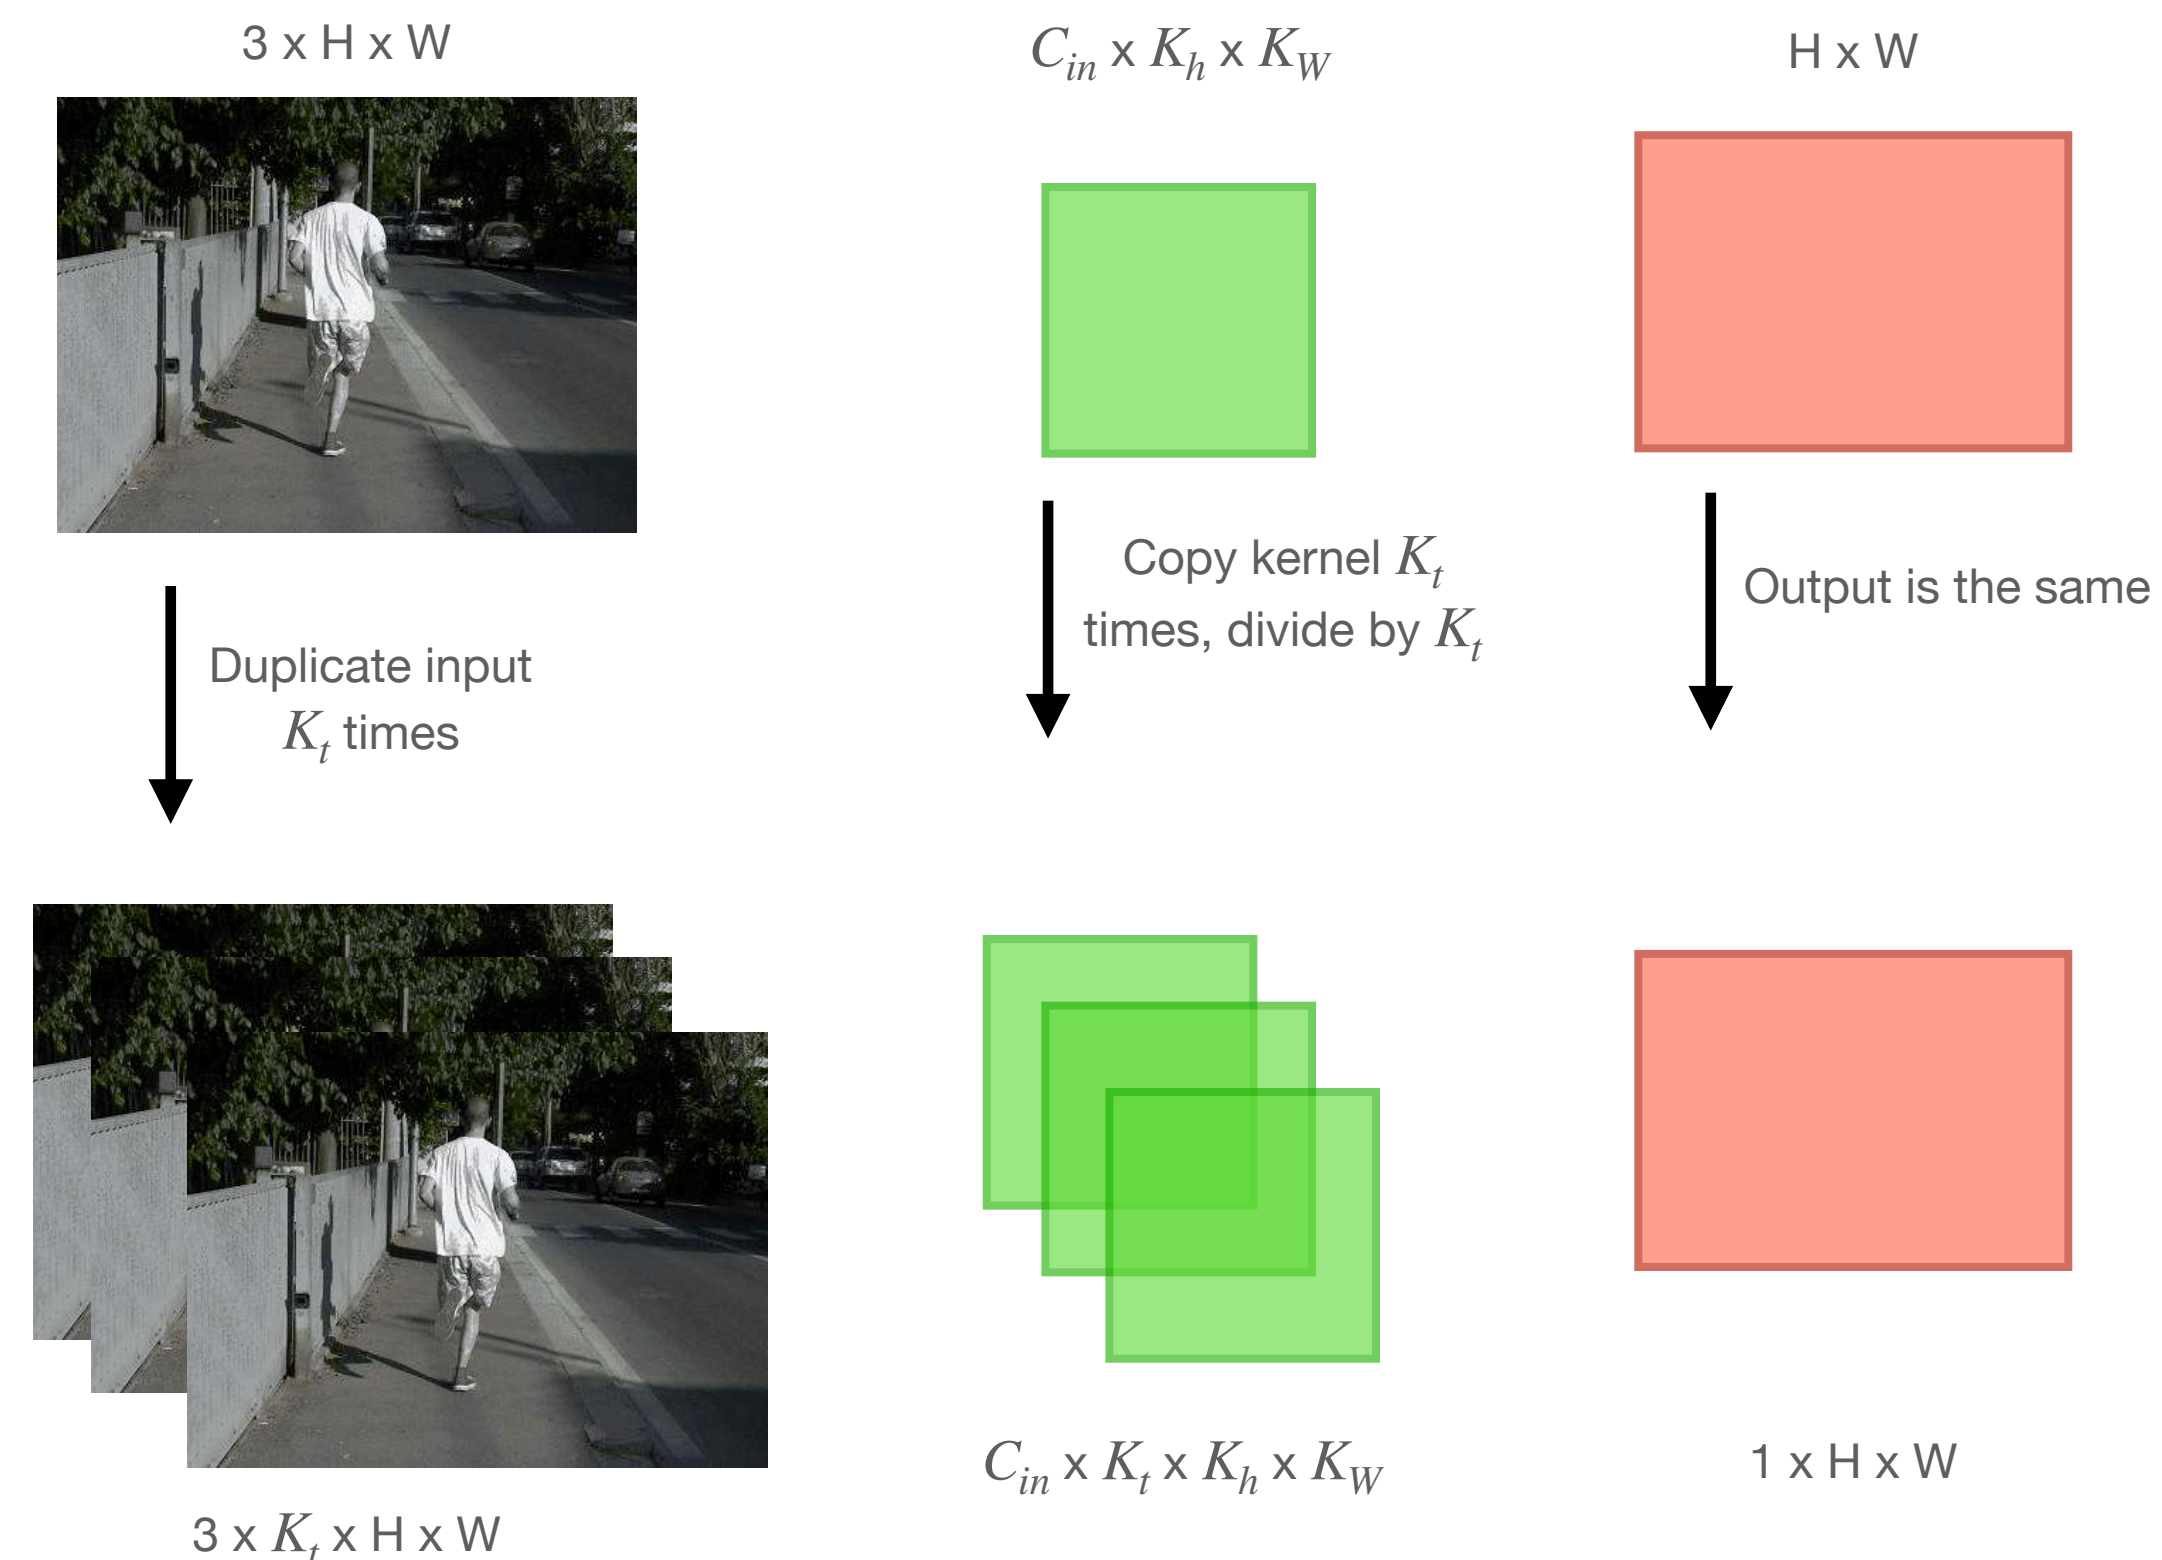 3 x H x W
C_in x K_h x K_W
H x W
Duplicate input
K_t times
Copy kernel K_t
times, divide by K_t
Output is the same
3 x K_t x H x W
C_in x K_t x K_h x K_W
1 x H x W